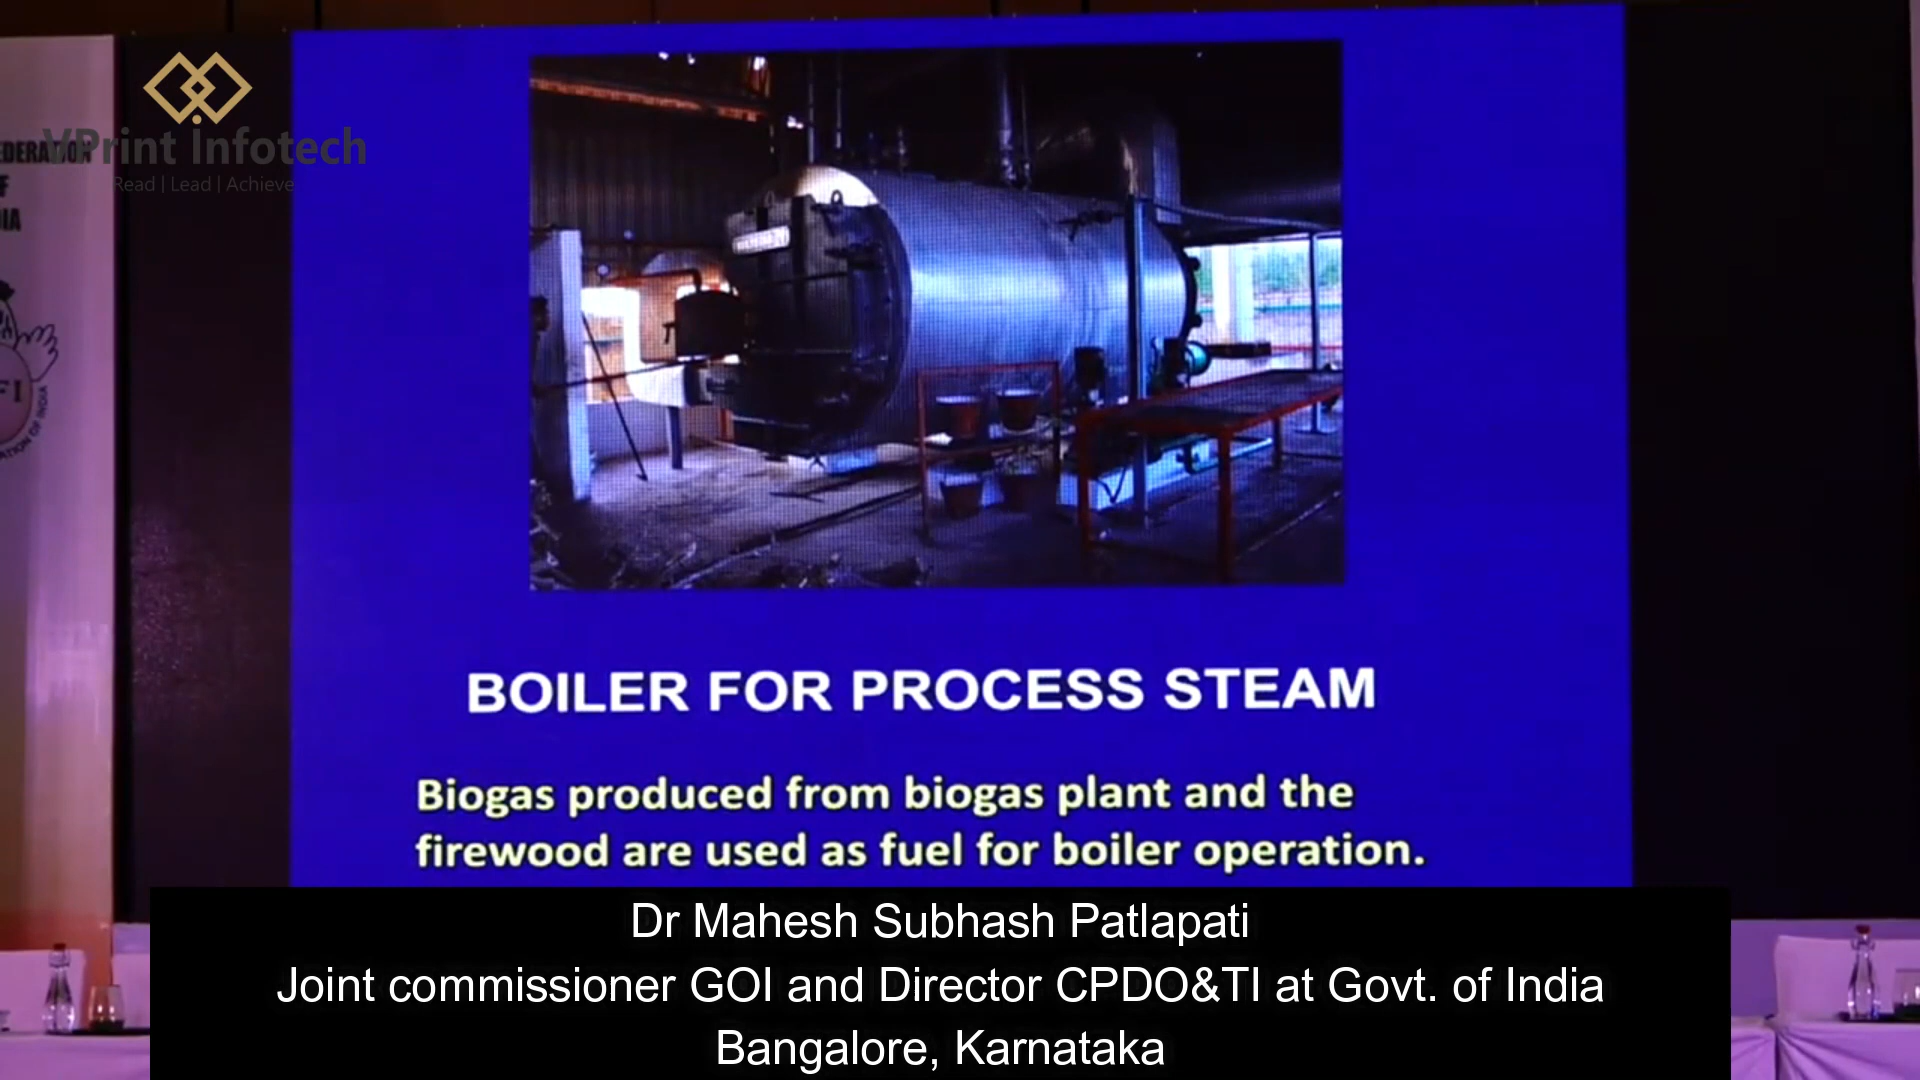 VPrint Infotech
Read | Lead | Achieve
BOILER FOR PROCESS STEAM
Biogas produced from biogas plant and the
firewood are used as fuel for boiler operation.
Dr Mahesh Subhash Patlapati
Joint commissioner GOI and Director CPDO&TI at Govt. of India
Bangalore, Karnataka